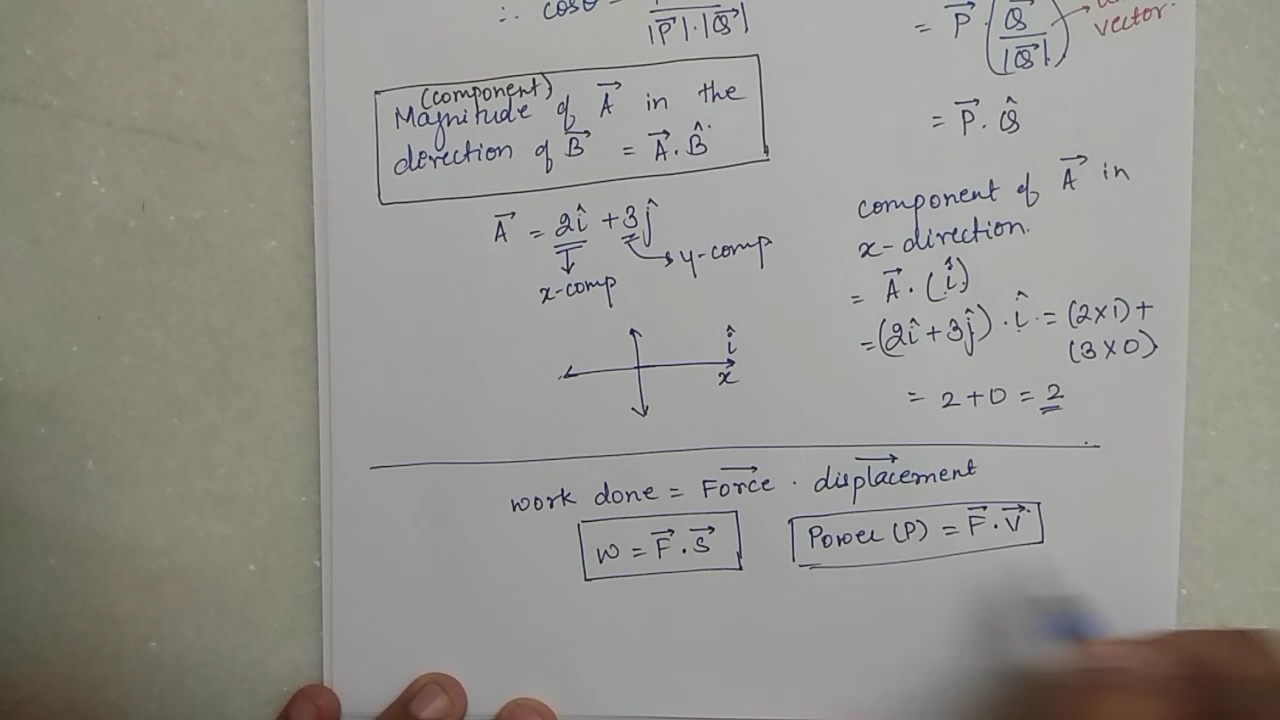 ∴ cosθ =
|P⃗|.|Q⃗|
(component)
Magnitude of A⃗ in the
direction of B⃗ = A⃗.B̂
A⃗ = 2î + 3ĵ
x-comp
y-comp
î
x
= P⃗.(Q⃗/|Q⃗|)
vector.
= P⃗.Q̂
component of A⃗ in
x-direction.
= A⃗.(î)
=(2î+3ĵ).î.=(2×1)+
(3×0)
= 2+0=2
work done = Force⃗ . displacement⃗
W = F⃗.S⃗
Power (P) = F⃗.V⃗